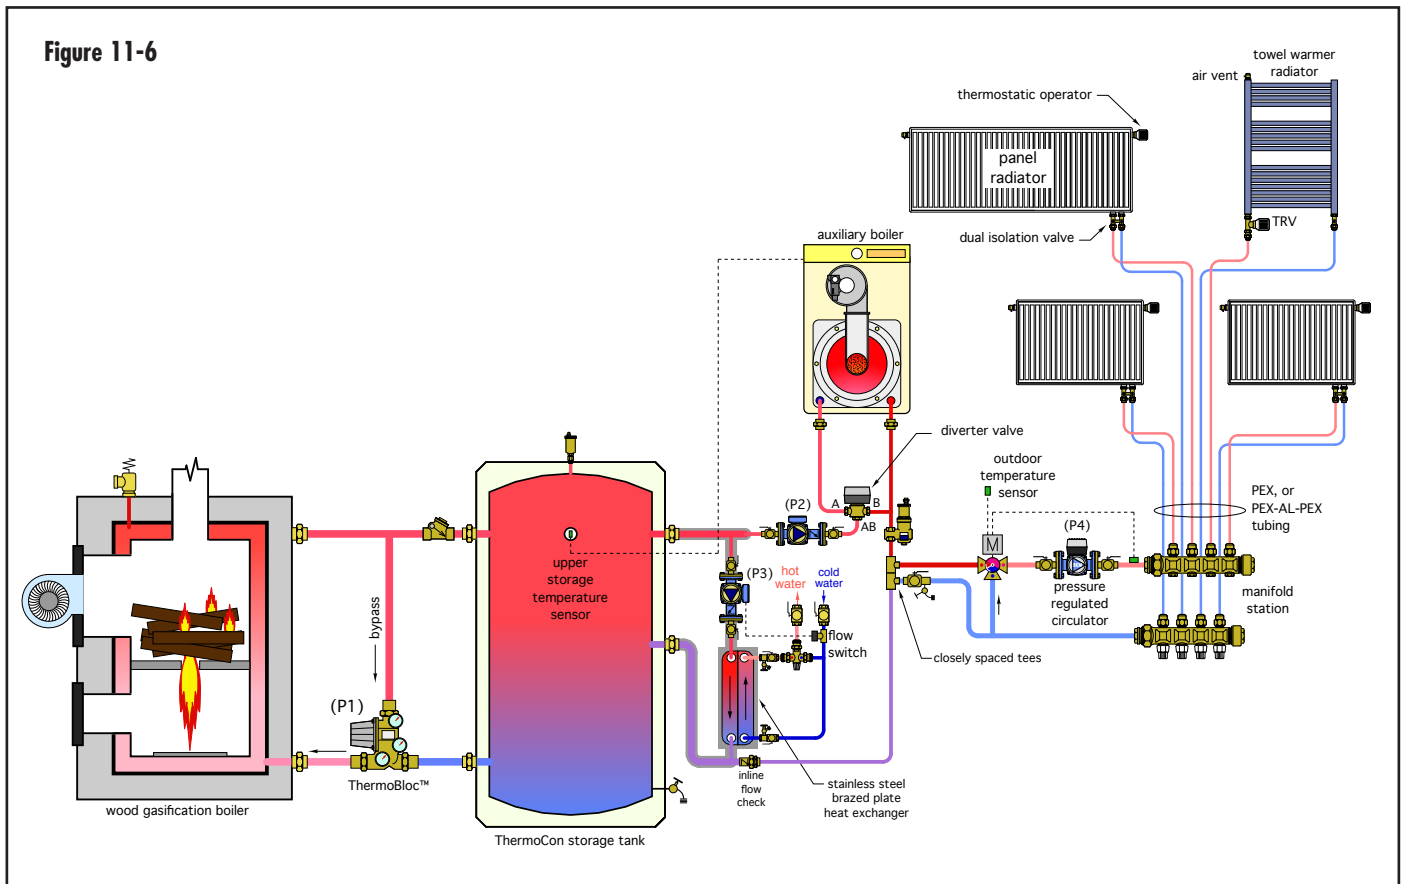 Figure 11-6
towel warmer
radiator
air vent
thermostatic operator
panel
radiator
TRV
dual isolation valve
auxiliary boiler
diverter valve
outdoor
temperature
sensor
PEX, or
PEX-AL-PEX
tubing
A
B
AB
(P2)
(P4)
M
upper
storage
temperature
sensor
(P3)
hot
water
cold
water
flow
switch
pressure
regulated
circulator
manifold
station
closely spaced tees
bypass
(P1)
ThermoBloc™
inline
flow
check
stainless steel
brazed plate
heat exchanger
wood gasification boiler
ThermoCon storage tank